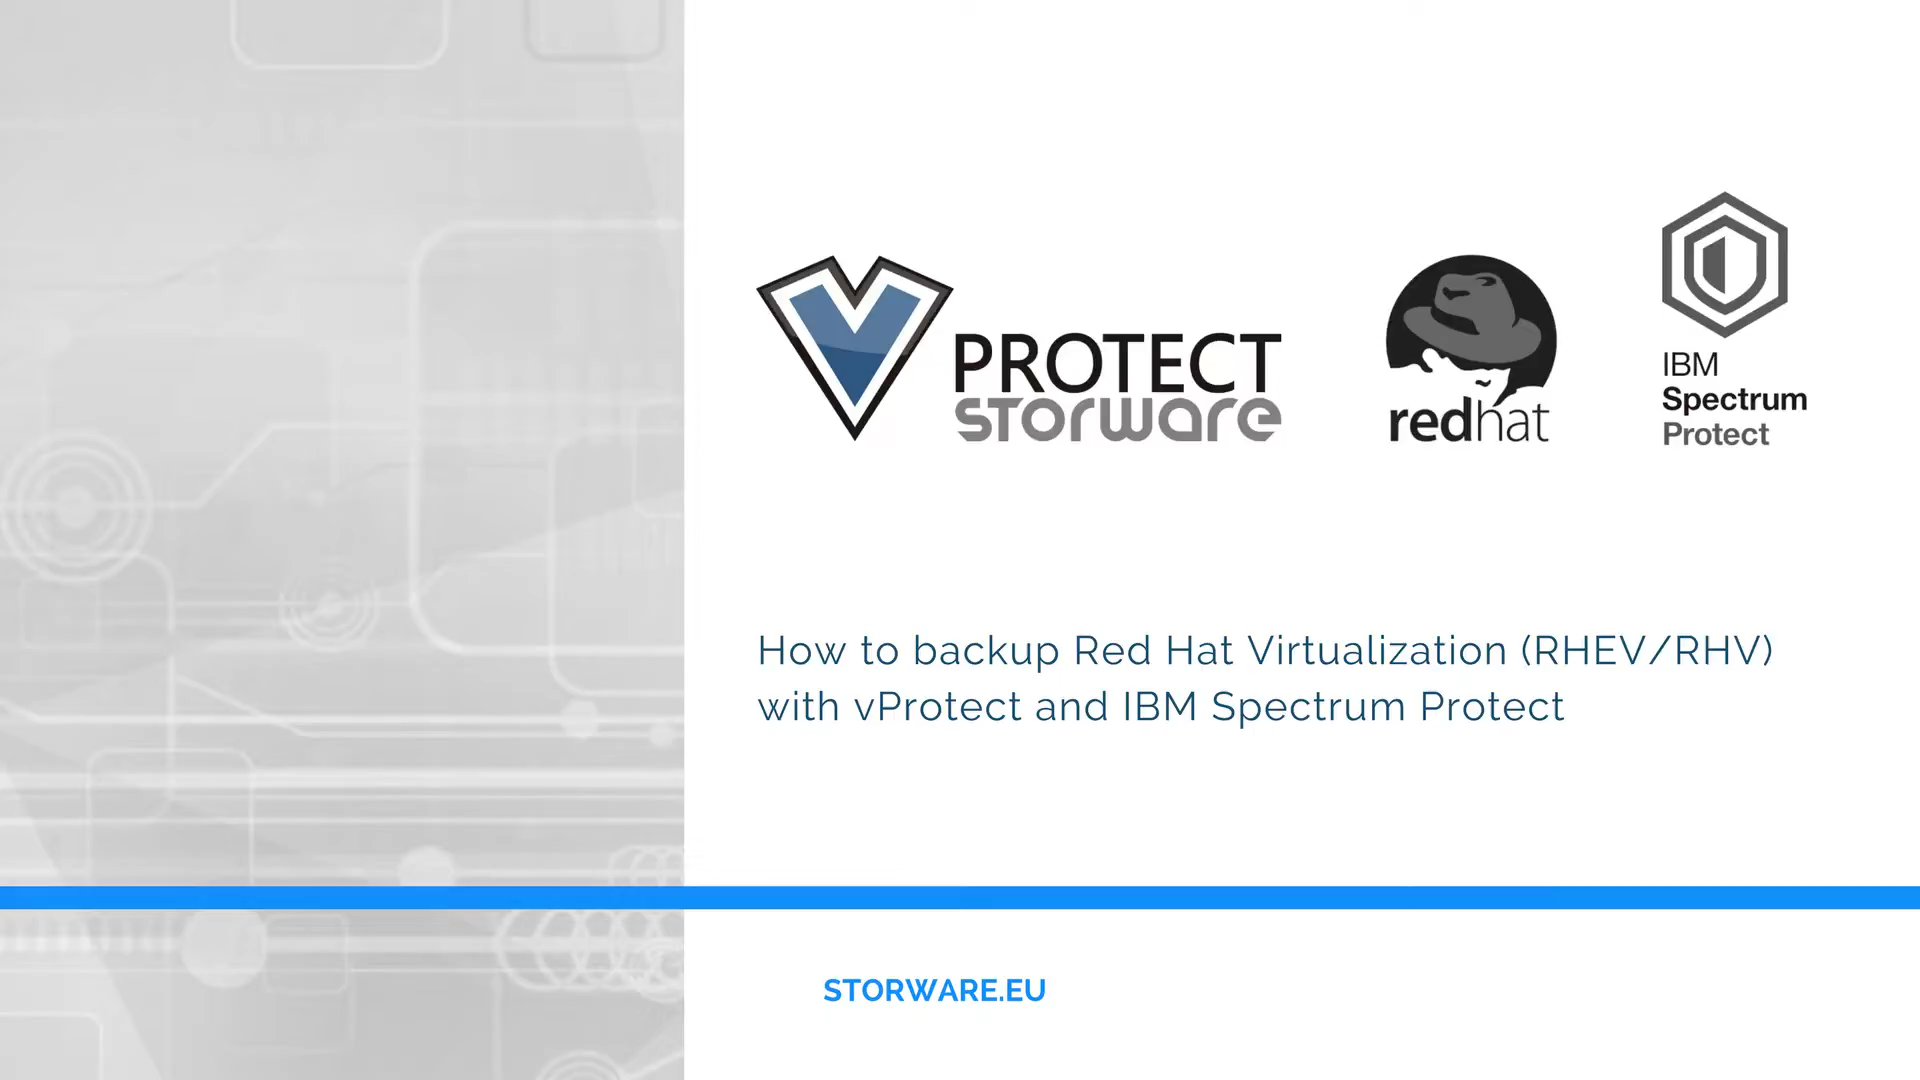 V PROTECT
STORWARE
redhat
IBM
Spectrum
Protect
How to backup Red Hat Virtualization (RHEV/RHV)
with vProtect and IBM Spectrum Protect
STORWARE.EU